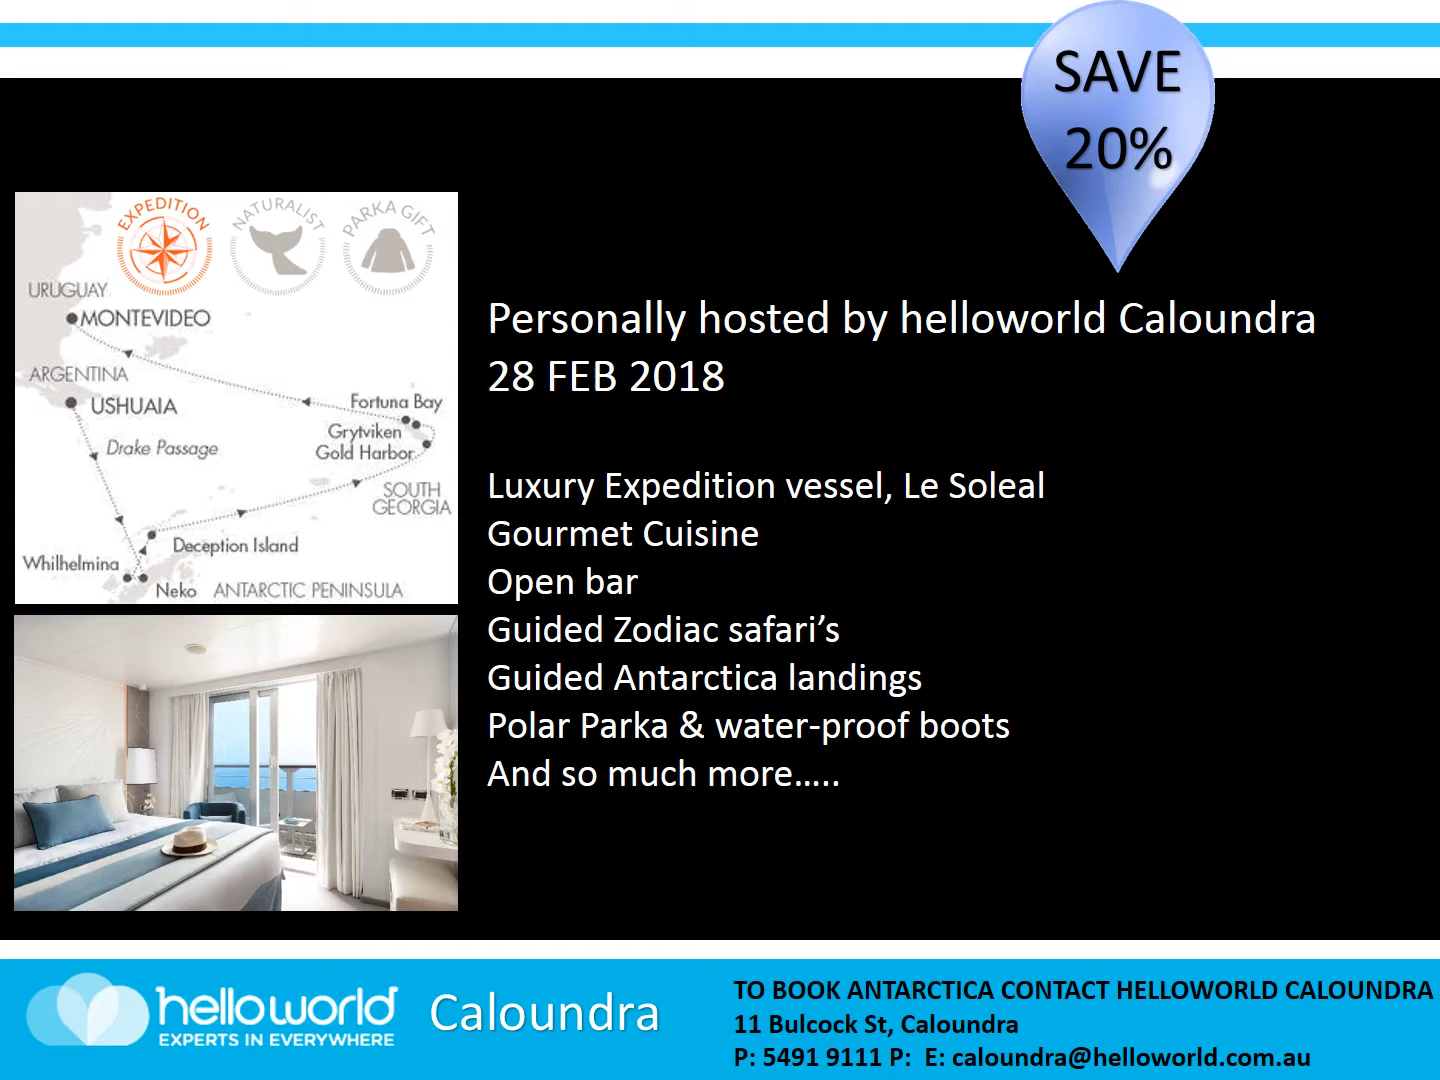 SAVE
20%
EXPEDITION
NATURALIST
PARKA GIFT
URUGUAY
MONTEVIDEO
ARGENTINA
USHUAIA
Fortuna Bay
Grytviken
Gold Harbor
Drake Passage
SOUTH
GEORGIA
Deception Island
Whilhelmina
Neko
ANTARCTIC PENINSULA
Personally hosted by helloworld Caloundra
28 FEB 2018
Luxury Expedition vessel, Le Soleal
Gourmet Cuisine
Open bar
Guided Zodiac safari’s
Guided Antarctica landings
Polar Parka & water-proof boots
And so much more.....
helloworld
EXPERTS IN EVERYWHERE
Caloundra
TO BOOK ANTARCTICA CONTACT HELLOWORLD CALOUNDRA
11 Bulcock St, Caloundra
P: 5491 9111 P:  E: caloundra@helloworld.com.au